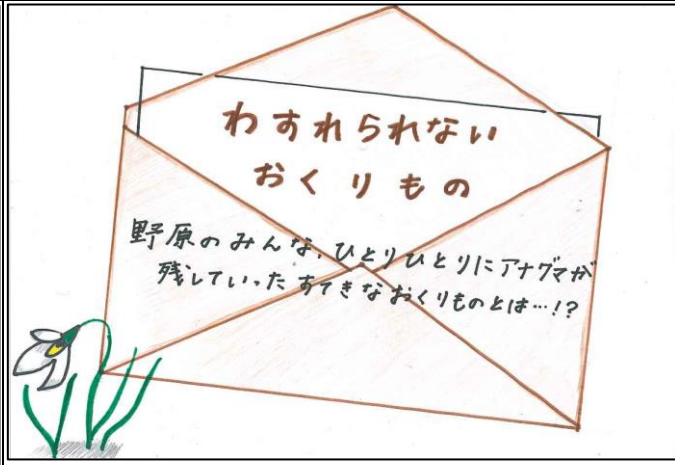 わすれられない
おくりもの
野原のみんな、ひとりひとりにアナグマが
残していったすてきなおくりものとは…!?